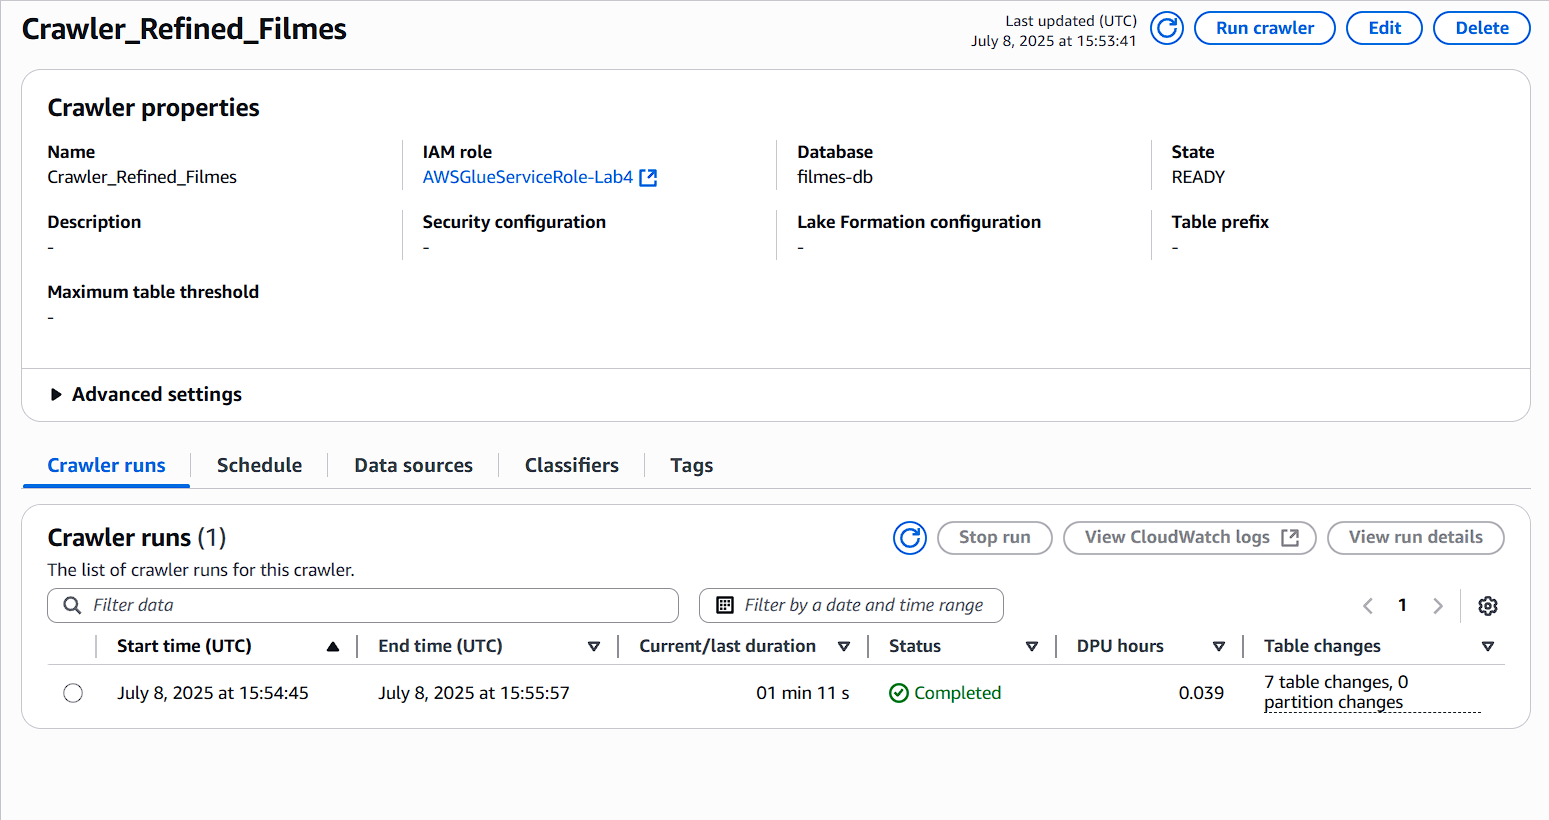 Crawler_Refined_Filmes
Last updated (UTC)
July 8, 2025 at 15:53:41
Run crawler
Edit
Delete
Crawler properties
Name
Crawler_Refined_Filmes
IAM role
AWSGlueServiceRole-Lab4
Database
filmes-db
State
READY
Description
-
Security configuration
-
Lake Formation configuration
-
Table prefix
-
Maximum table threshold
-
Advanced settings
Crawler runs
Schedule
Data sources
Classifiers
Tags
Crawler runs (1)
Stop run
View CloudWatch logs
View run details
The list of crawler runs for this crawler.
Filter data
Filter by a date and time range
1
Start time (UTC)
End time (UTC)
Current/last duration
Status
DPU hours
Table changes
July 8, 2025 at 15:54:45
July 8, 2025 at 15:55:57
01 min 11 s
Completed
0.039
7 table changes, 0
partition changes